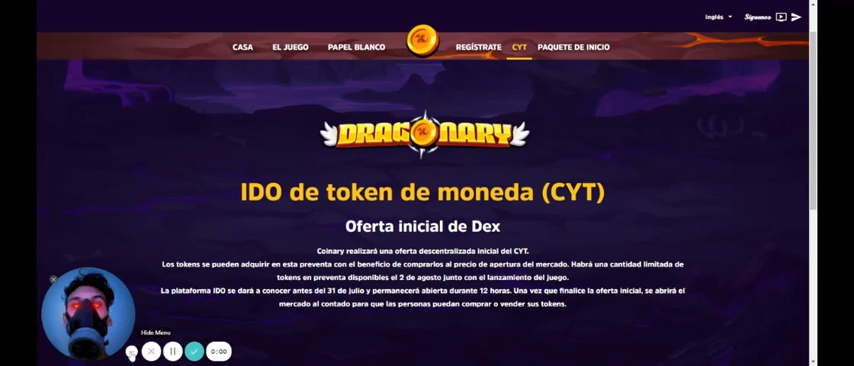 Inglés
Síguenos
CASA
EL JUEGO
PAPEL BLANCO
REGÍSTRATE
CYT
PAQUETE DE INICIO
DRAGONARY
IDO de token de moneda (CYT)
Oferta inicial de Dex
Coinary realizará una oferta descentralizada inicial del CYT.
Los tokens se pueden adquirir en esta preventa con el beneficio de comprarlos al precio de apertura del mercado. Habrá una cantidad limitada de
tokens en preventa disponibles el 2 de agosto junto con el lanzamiento del juego.
La plataforma IDO se dará a conocer antes del 31 de julio y permanecerá abierta durante 12 horas. Una vez que finalice la oferta inicial, se abrirá el
mercado al contado para que las personas puedan comprar o vender sus tokens.
Hide Menu
0:00